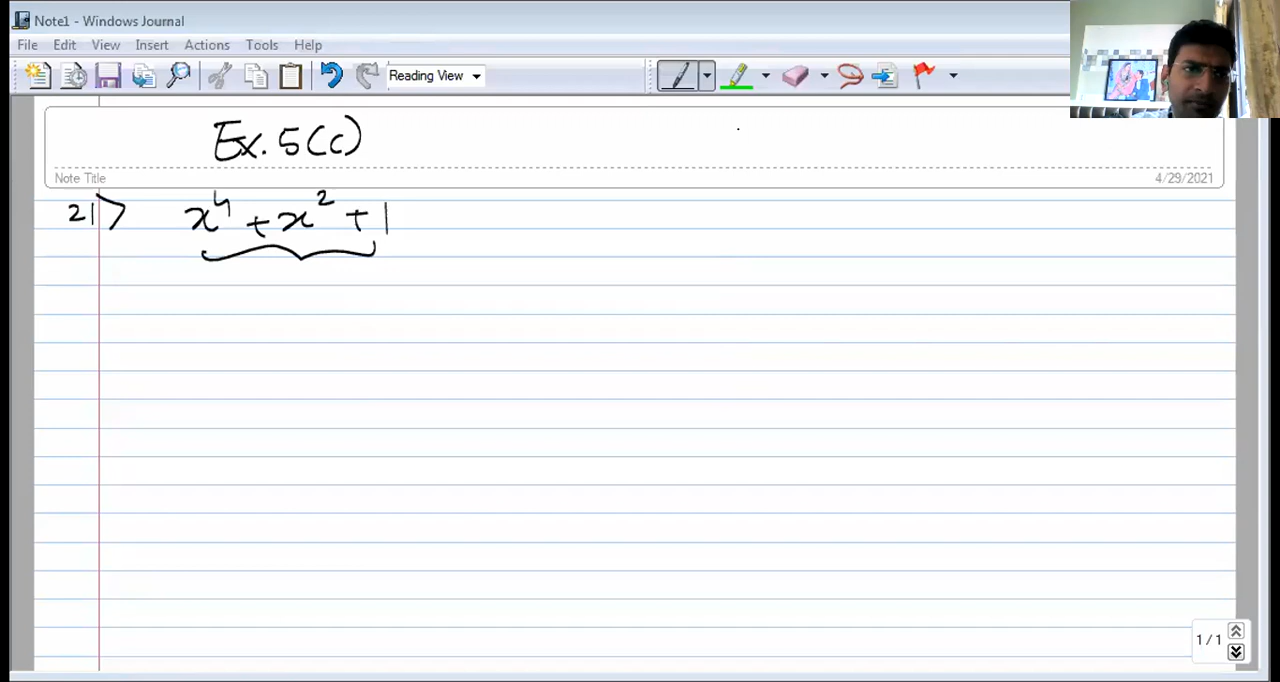 Note1 - Windows Journal
File Edit View Insert Actions Tools Help
Reading View
Ex. 5(c)
Note Title
4/29/2021
21> x⁴ + x² + 1
1 / 1